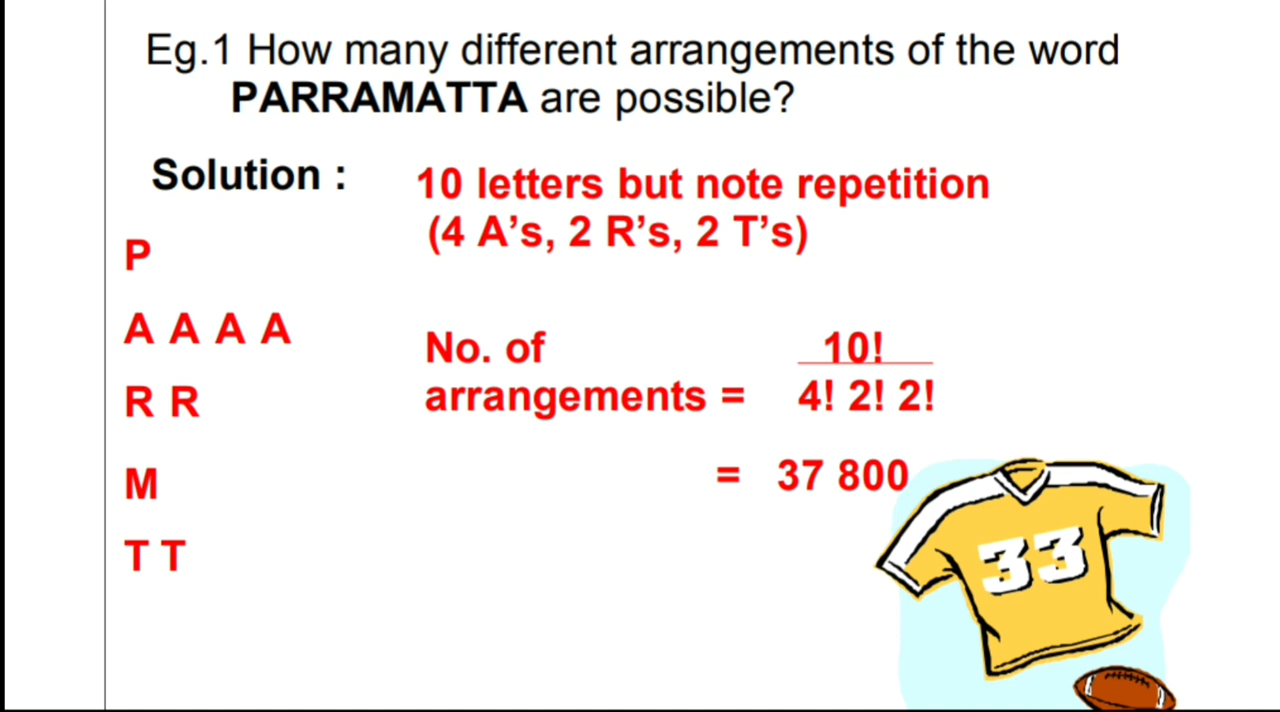 Eg.1 How many different arrangements of the word
PARRAMATTA are possible?
Solution :
10 letters but note repetition
(4 A’s, 2 R’s, 2 T’s)
P
A A A A
R R
M
T T
No. of
arrangements =
10!
4! 2! 2!
= 37 800
33